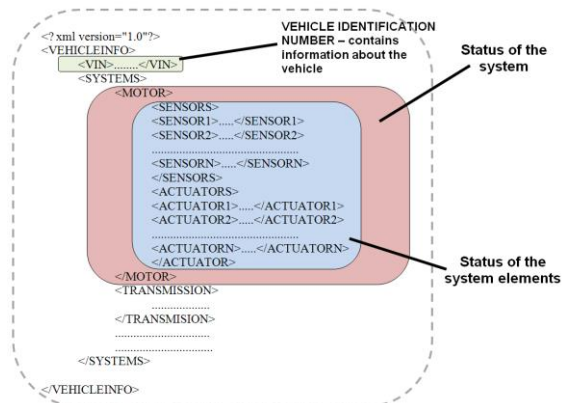 <? xml version="1.0"?>
<VEHICLEINFO>
<VIN>........</VIN>
<SYSTEMS>
<MOTOR>
<SENSORS>
<SENSOR1>.....</SENSOR1>
<SENSOR2>.....</SENSOR2>
................................................
<SENSORN>.....</SENSORN>
</SENSORS>
<ACTUATORS>
<ACTUATOR1>.....</ACTUATOR1>
<ACTUATOR2>.....</ACTUATOR2>
................................................
<ACTUATORN>.....</ACTUATORN>
</ACTUATOR>
</MOTOR>
<TRANSMISSION>
...................
</TRANSMISION>
...............................
................................
</SYSTEMS>
</VEHICLEINFO>
VEHICLE IDENTIFICATION
NUMBER – contains
information about the
vehicle
Status of the
system
Status of the
system elements